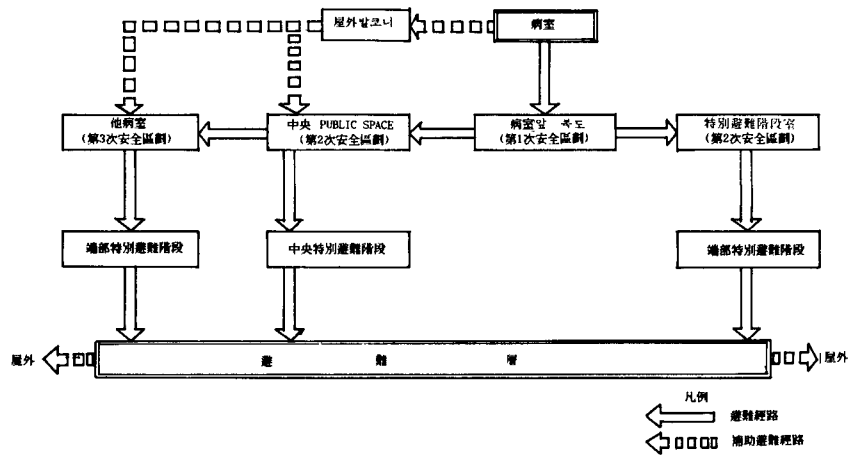 屋外발코니
病室
他病室
(第3次安全區劃)
中央 PUBLIC SPACE
(第2次安全區劃)
病室앞 복도
(第1次安全區劃)
特別避難階段室
(第2次安全區劃)
端部特別避難階段
中央特別避難階段
端部特別避難階段
屋外
避難層
屋外
凡例
避難經路
補助避難經路